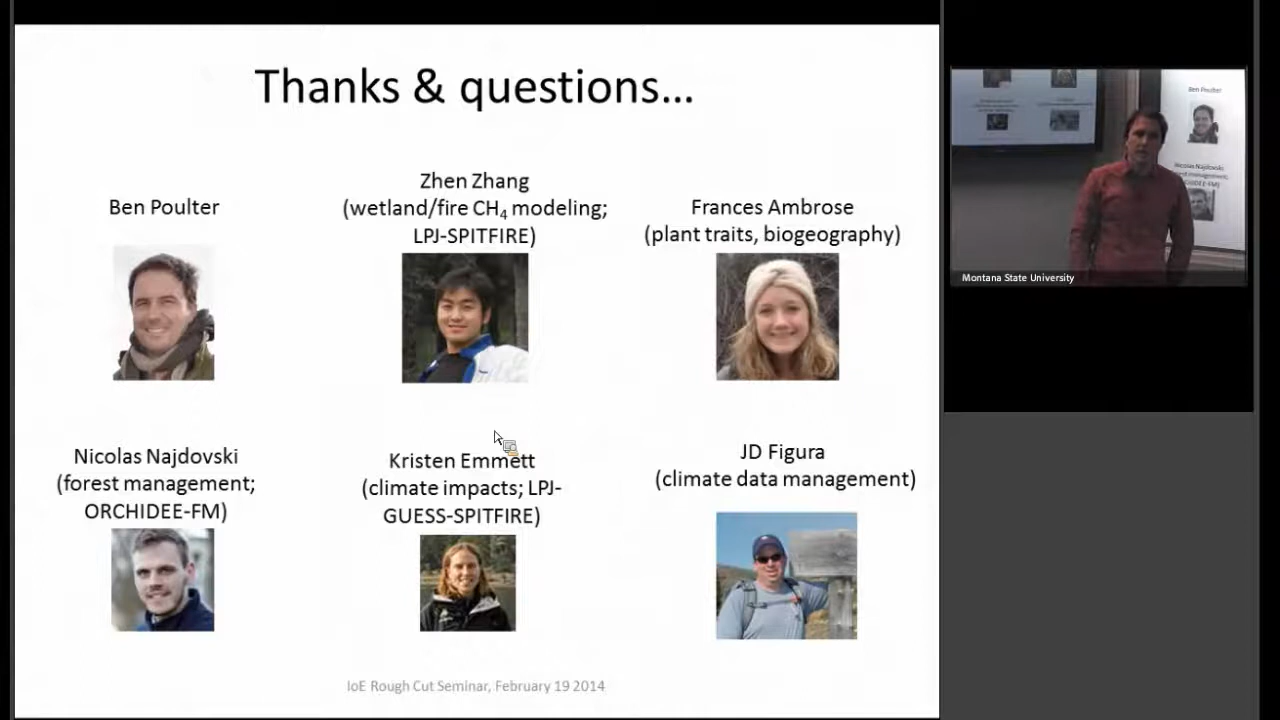 Thanks & questions…
Ben Poulter
Zhen Zhang
(wetland/fire CH₄ modeling;
LPJ-SPITFIRE)
Frances Ambrose
(plant traits, biogeography)
Nicolas Najdovski
(forest management;
ORCHIDEE-FM)
Kristen Emmett
(climate impacts; LPJ-
GUESS-SPITFIRE)
JD Figura
(climate data management)
IoE Rough Cut Seminar, February 19 2014
Ben Poulter
Nicolas Najdovski
Montana State University